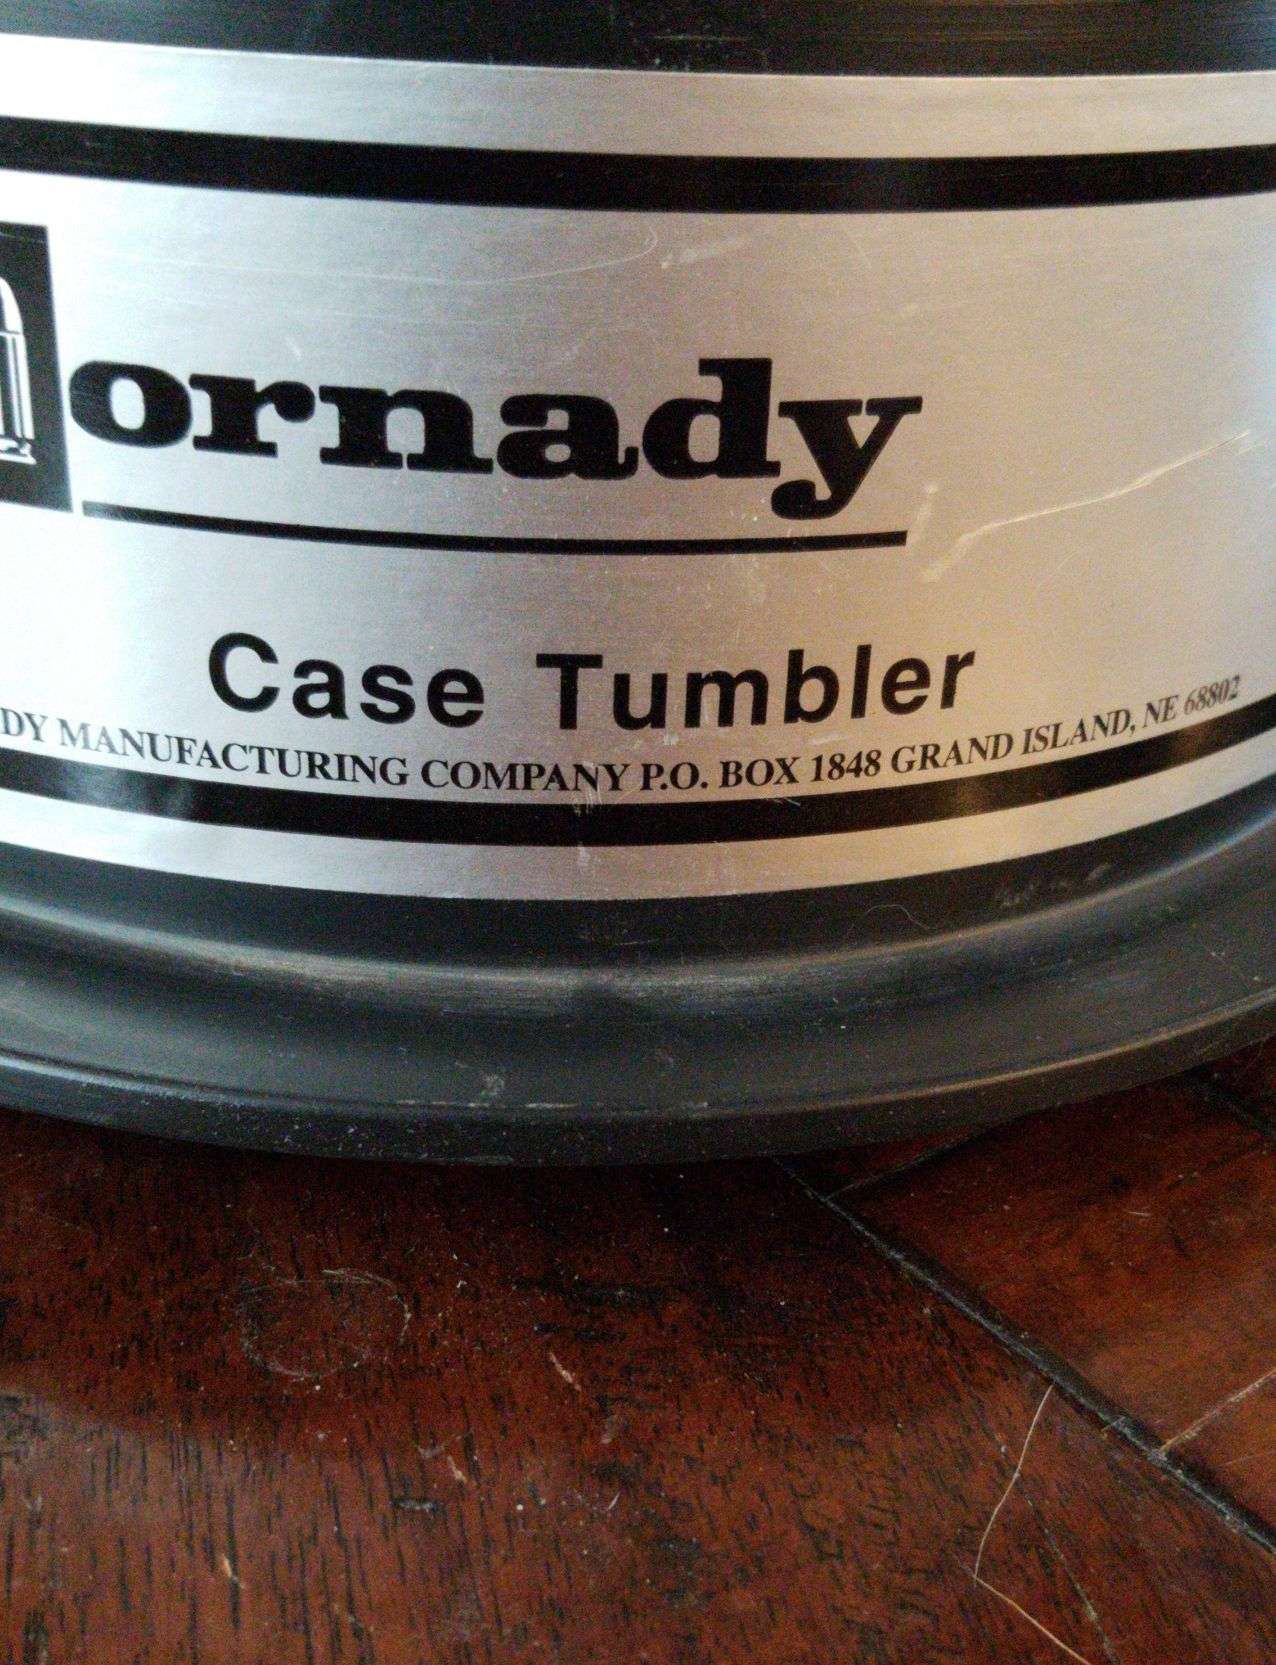 ornady
Case Tumbler
DY MANUFACTURING COMPANY P.O. BOX 1848 GRAND ISLAND, NE 68802